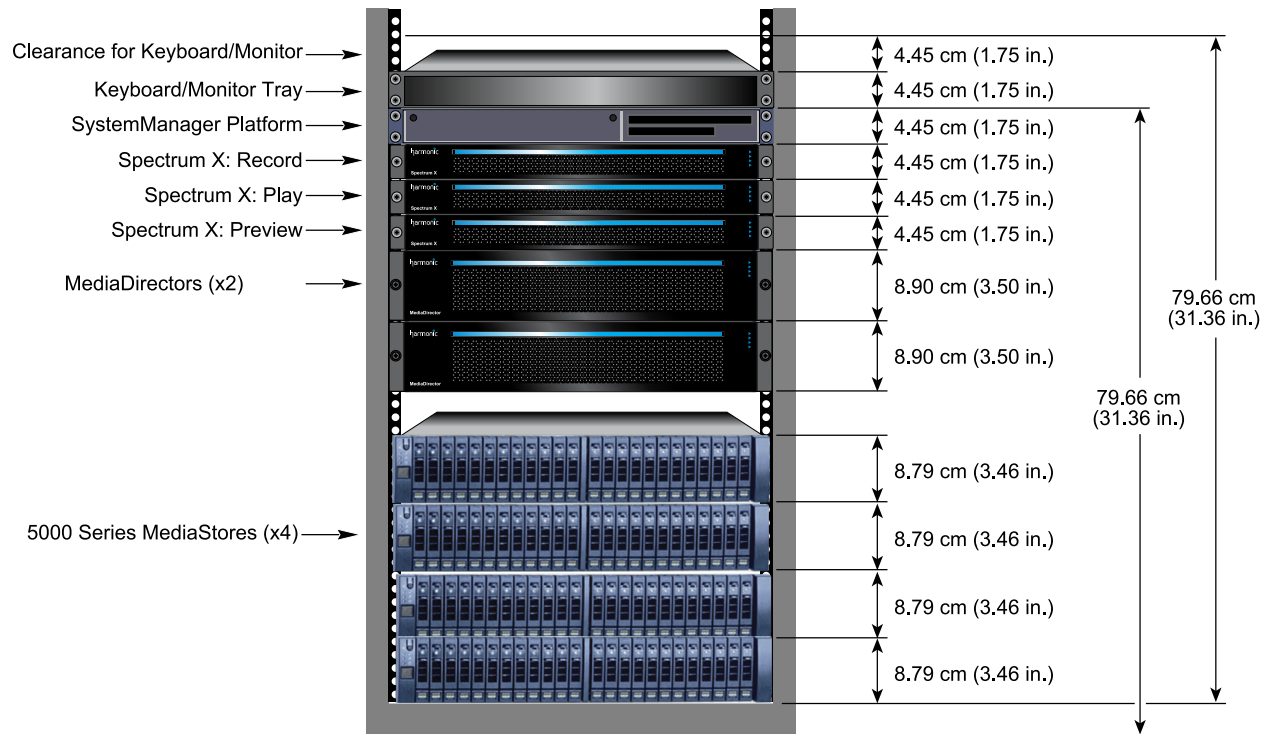 Clearance for Keyboard/Monitor
4.45 cm (1.75 in.)
Keyboard/Monitor Tray
4.45 cm (1.75 in.)
SystemManager Platform
4.45 cm (1.75 in.)
Spectrum X: Record
harmonic
Spectrum X
4.45 cm (1.75 in.)
Spectrum X: Play
harmonic
Spectrum X
4.45 cm (1.75 in.)
Spectrum X: Preview
harmonic
Spectrum X
4.45 cm (1.75 in.)
MediaDirectors (x2)
harmonic
MediaDirector
8.90 cm (3.50 in.)
harmonic
MediaDirector
8.90 cm (3.50 in.)
79.66 cm
(31.36 in.)
79.66 cm
(31.36 in.)
5000 Series MediaStores (x4)
8.79 cm (3.46 in.)
8.79 cm (3.46 in.)
8.79 cm (3.46 in.)
8.79 cm (3.46 in.)